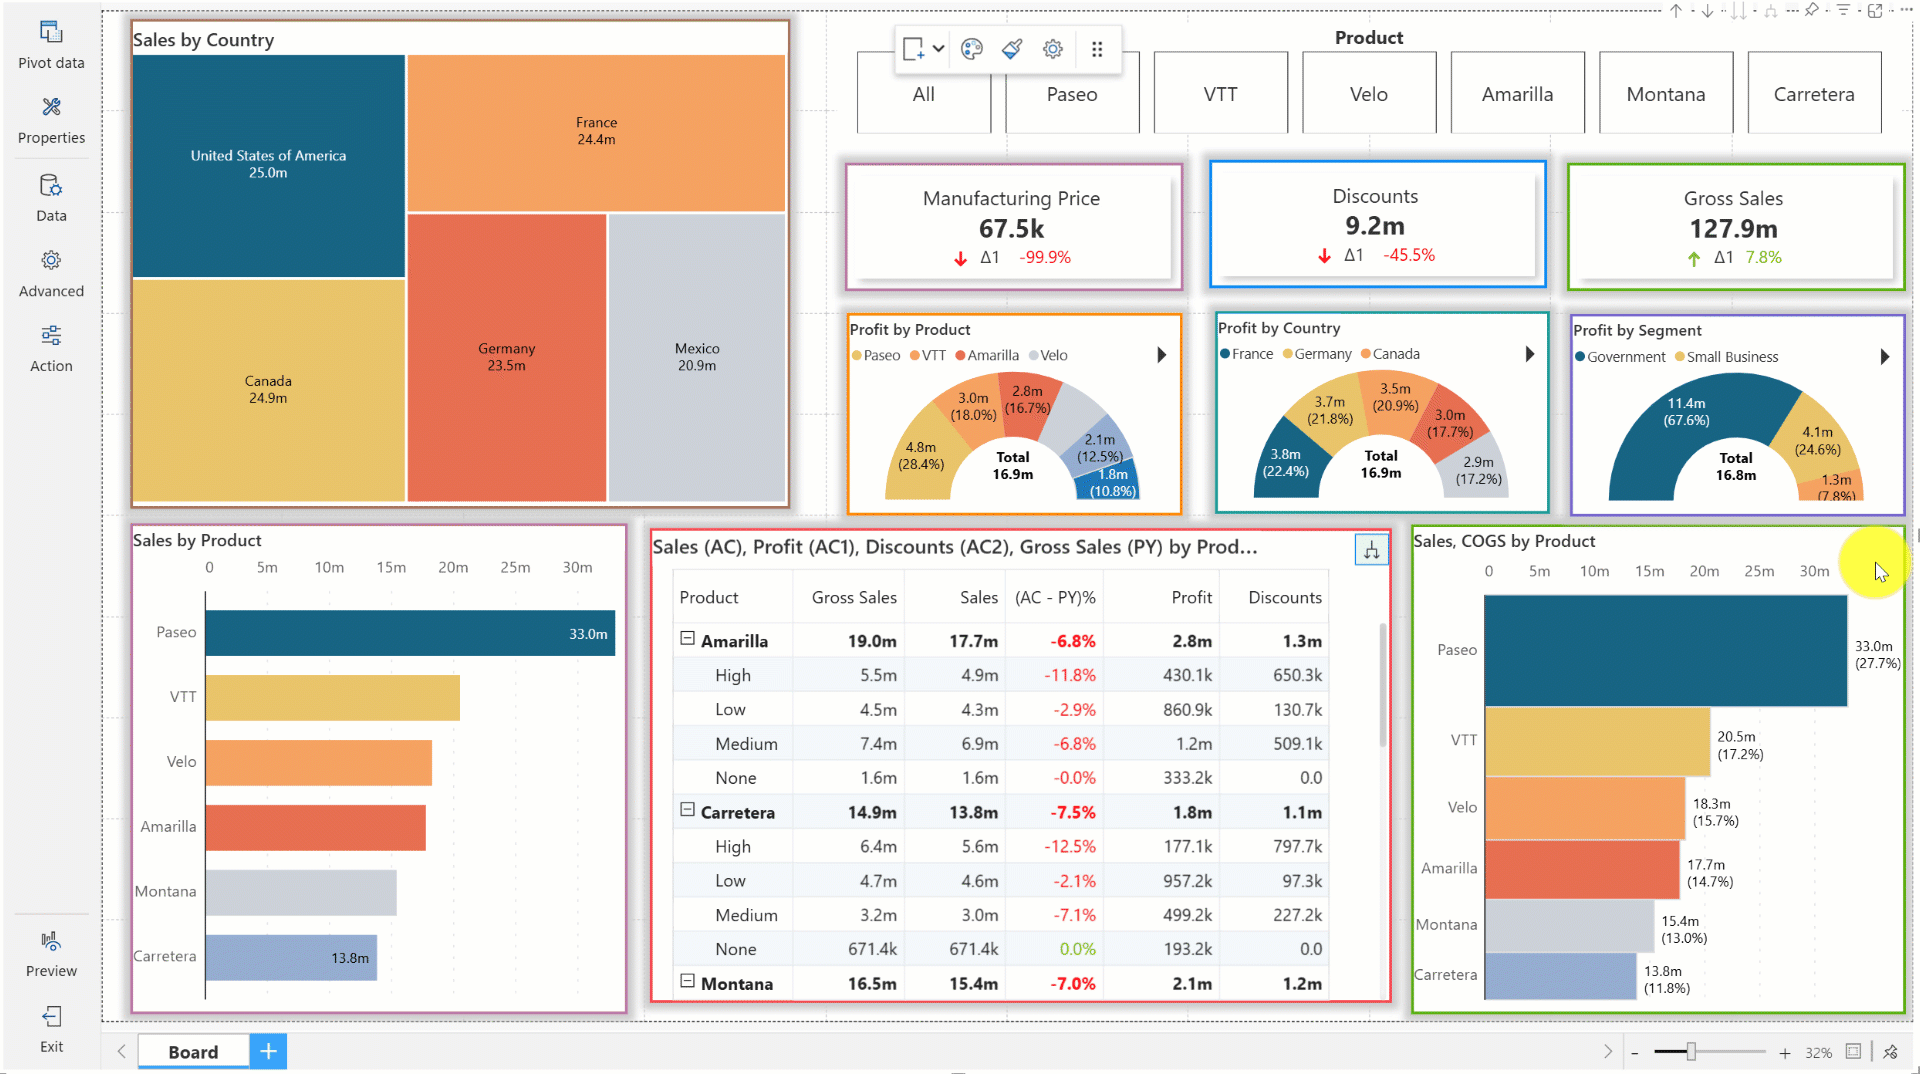 Pivot data
Properties
Data
Advanced
Action
Preview
Exit
Sales by Country
United States of America
25.0m
France
24.4m
Canada
24.9m
Germany
23.5m
Mexico
20.9m
Product
All
Paseo
VTT
Velo
Amarilla
Montana
Carretera
Manufacturing Price
67.5k
Δ1 -99.9%
Discounts
9.2m
Δ1 -45.5%
Gross Sales
127.9m
Δ1 7.8%
Profit by Product
Paseo VTT Amarilla Velo
4.8m
(28.4%)
3.0m
(18.0%)
2.8m
(16.7%)
2.1m
(12.5%)
1.8m
(10.8%)
Total
16.9m
Profit by Country
France Germany Canada
3.8m
(22.4%)
3.7m
(21.8%)
3.5m
(20.9%)
3.0m
(17.7%)
2.9m
(17.2%)
Total
16.9m
Profit by Segment
Government Small Business
11.4m
(67.6%)
4.1m
(24.6%)
1.3m
(7.8%)
Total
16.8m
Sales by Product
0 5m 10m 15m 20m 25m 30m
Paseo 33.0m
VTT
Velo
Amarilla
Montana
Carretera 13.8m
Sales (AC), Profit (AC1), Discounts (AC2), Gross Sales (PY) by Prod...
Product Gross Sales Sales (AC - PY)% Profit Discounts
Amarilla 19.0m 17.7m -6.8% 2.8m 1.3m
High 5.5m 4.9m -11.8% 430.1k 650.3k
Low 4.5m 4.3m -2.9% 860.9k 130.7k
Medium 7.4m 6.9m -6.8% 1.2m 509.1k
None 1.6m 1.6m -0.0% 333.2k 0.0
Carretera 14.9m 13.8m -7.5% 1.8m 1.1m
High 6.4m 5.6m -12.5% 177.1k 797.7k
Low 4.7m 4.6m -2.1% 957.2k 97.3k
Medium 3.2m 3.0m -7.1% 499.2k 227.2k
None 671.4k 671.4k 0.0% 193.2k 0.0
Montana 16.5m 15.4m -7.0% 2.1m 1.2m
Sales, COGS by Product
0 5m 10m 15m 20m 25m 30m
Paseo
33.0m
(27.7%)
VTT
20.5m
(17.2%)
Velo
18.3m
(15.7%)
Amarilla
17.7m
(14.7%)
Montana
15.4m
(13.0%)
Carretera
13.8m
(11.8%)
Board
32%